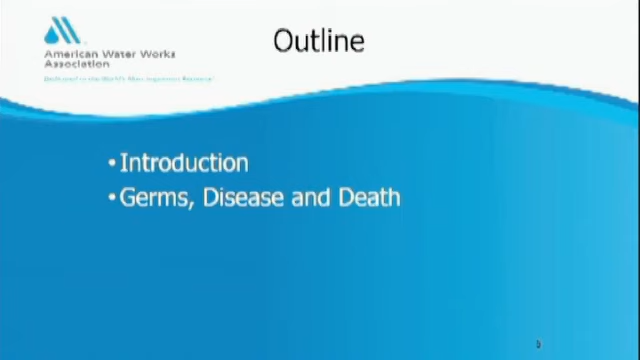 American Water Works
Association
Outline
• Introduction
• Germs, Disease and Death